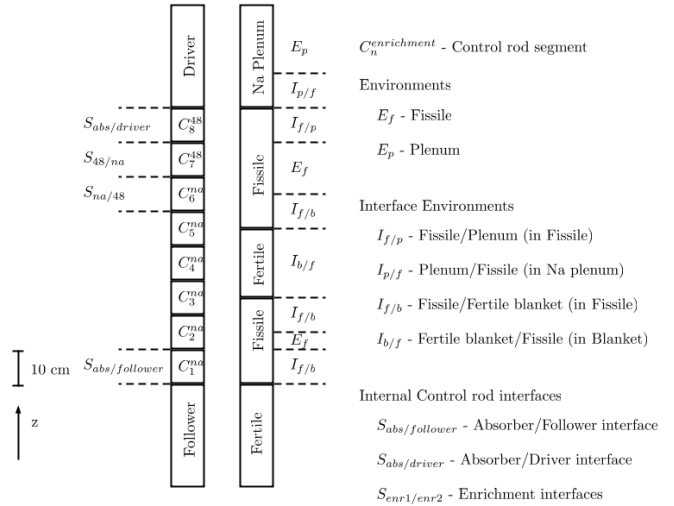 Driver
Na Plenum
E_p
I_{p/f}
C_n^{enrichment} - Control rod segment
Environments
E_f - Fissile
E_p - Plenum
S_{abs/driver}
C_8^{48}
I_{f/p}
S_{48/na}
C_7^{48}
Fissile
E_f
S_{na/48}
C_6^{na}
I_{f/b}
C_5^{na}
C_4^{na}
Fertile
I_{b/f}
C_3^{na}
I_{f/b}
C_2^{na}
Fissile
E_f
S_{abs/follower}
C_1^{na}
I_{f/b}
10 cm
z
Follower
Fertile
Interface Environments
I_{f/p} - Fissile/Plenum (in Fissile)
I_{p/f} - Plenum/Fissile (in Na plenum)
I_{f/b} - Fissile/Fertile blanket (in Fissile)
I_{b/f} - Fertile blanket/Fissile (in Blanket)
Internal Control rod interfaces
S_{abs/follower} - Absorber/Follower interface
S_{abs/driver} - Absorber/Driver interface
S_{enr1/enr2} - Enrichment interfaces